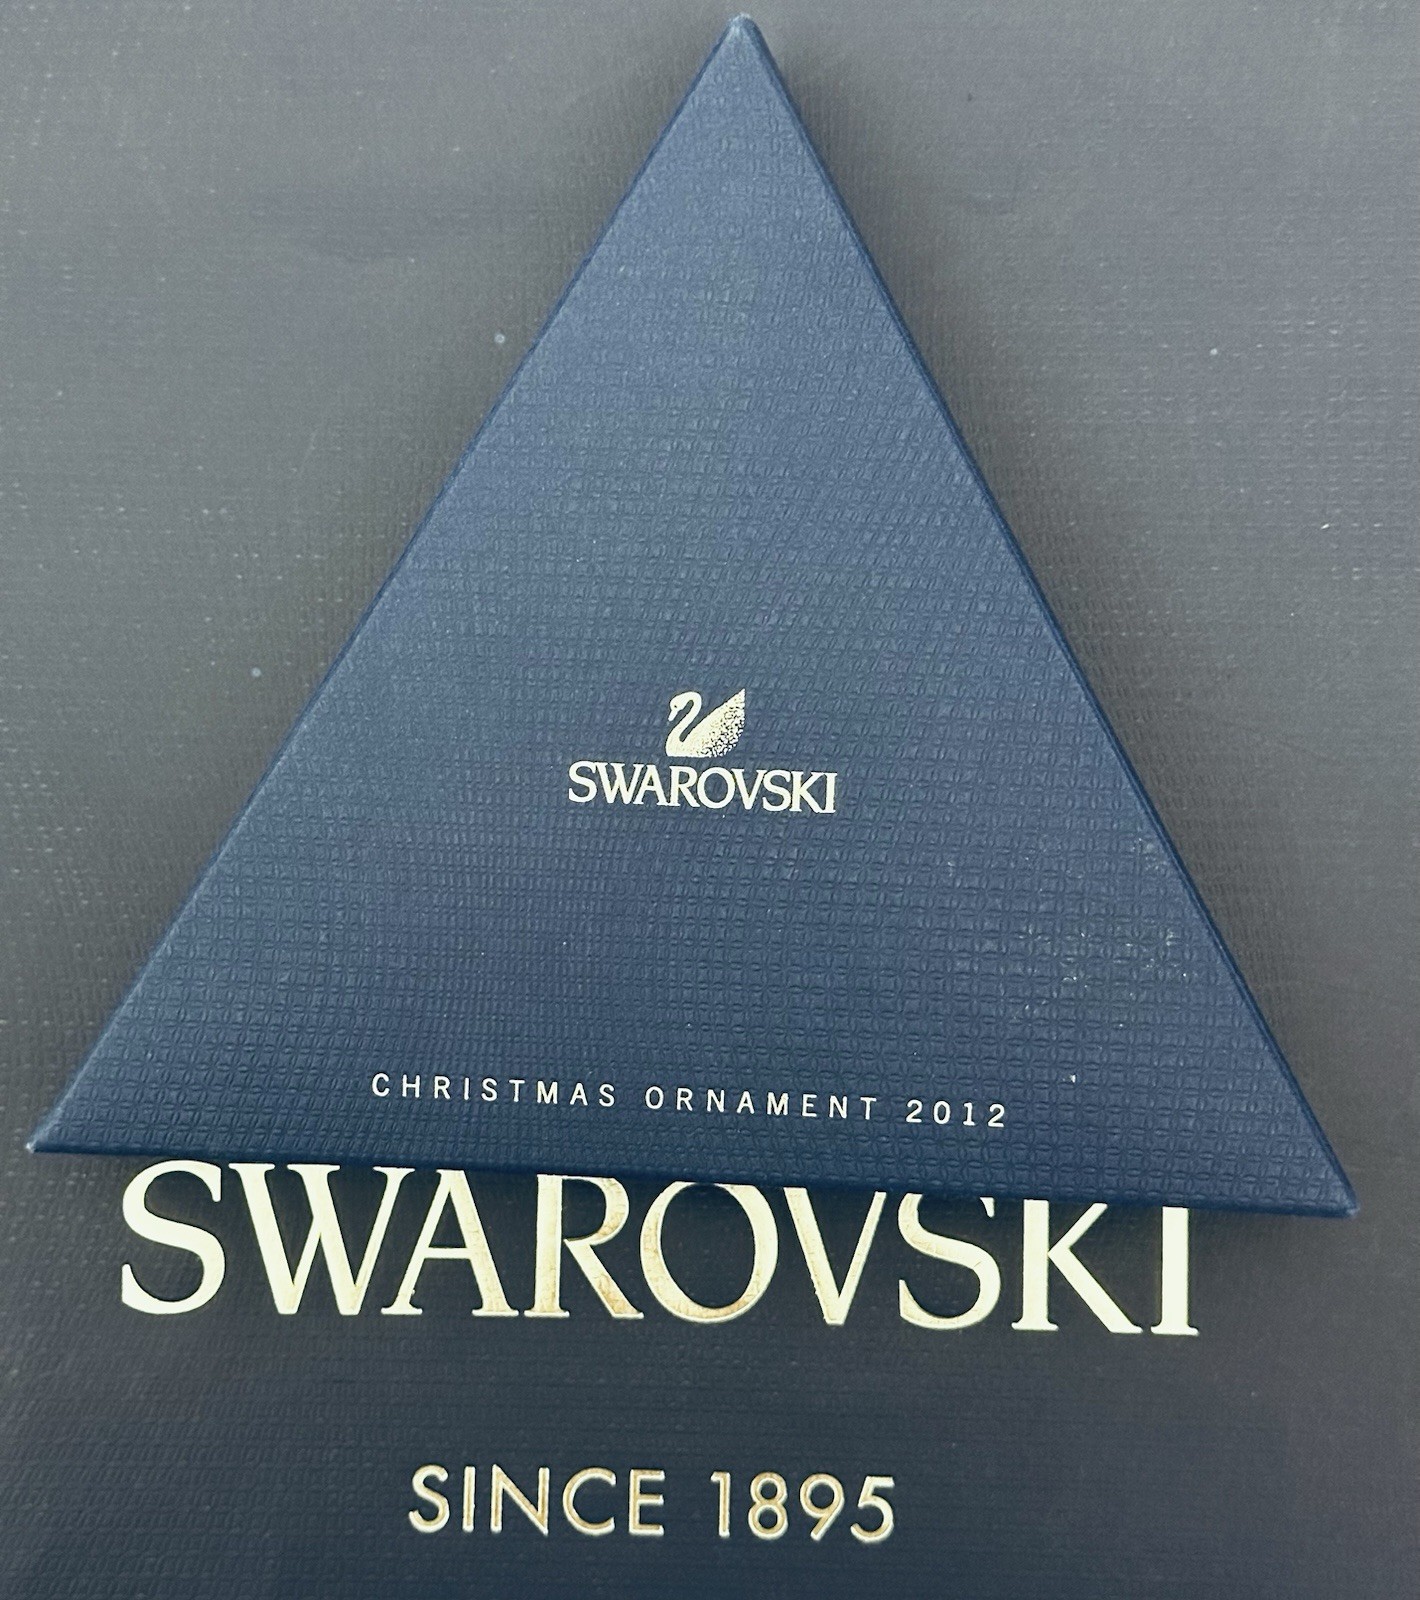 SWAROVSKI
CHRISTMAS ORNAMENT 2012
SWAROVSKI
SINCE 1895